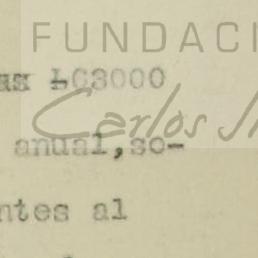 FUNDACI
as LC3000
Carlos
anual,so-
ntes al